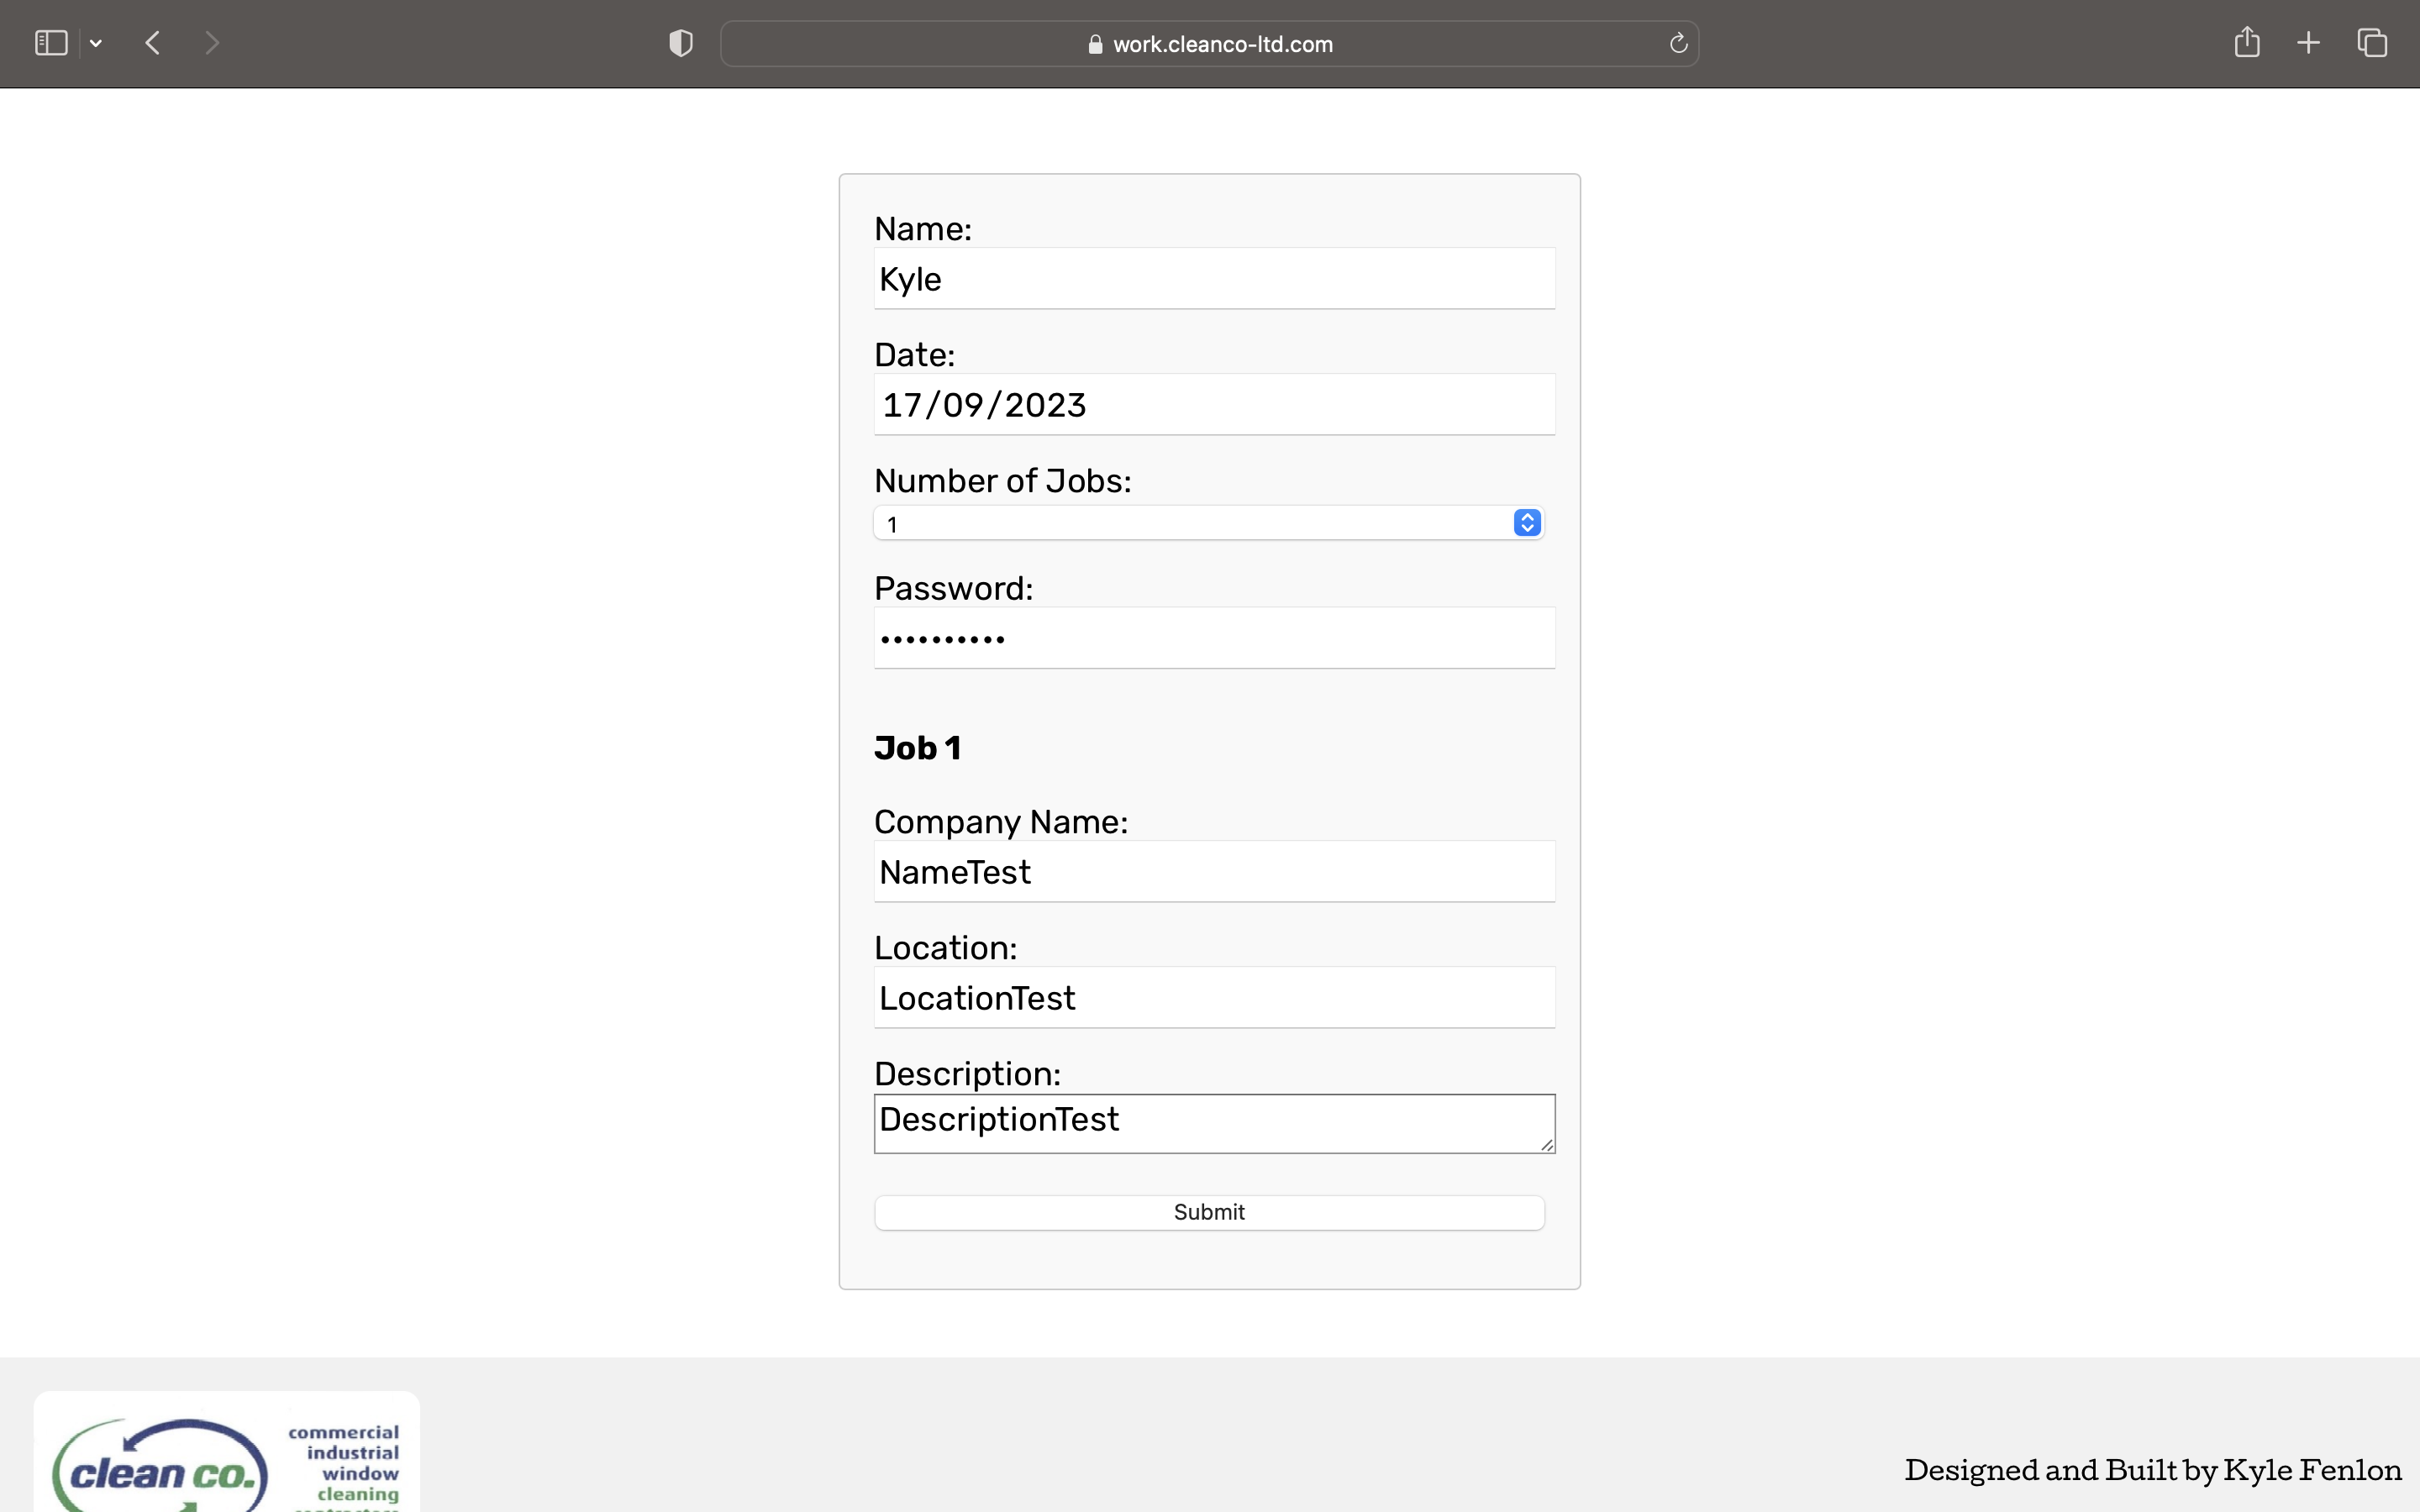 work.cleanco-ltd.com
Name:
Kyle
Date:
17/09/2023
Number of Jobs:
1
Password:
••••••••••
Job 1
Company Name:
NameTest
Location:
LocationTest
Description:
DescriptionTest
Submit
clean co.
commercial
industrial
window
cleaning
Designed and Built by Kyle Fenlon